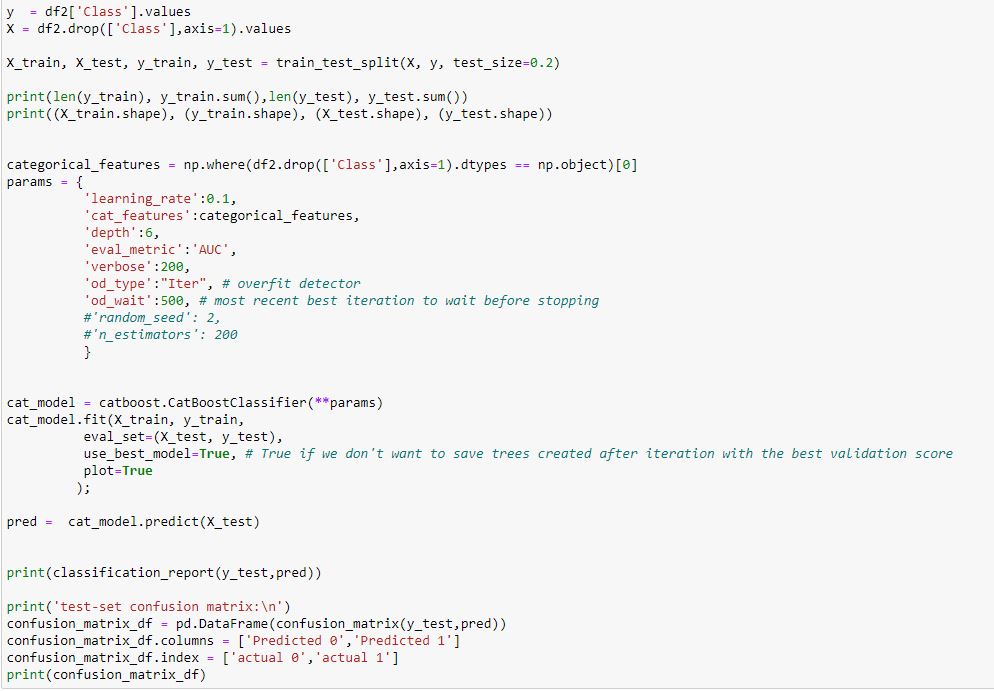 y  = df2['Class'].values
X = df2.drop(['Class'],axis=1).values

X_train, X_test, y_train, y_test = train_test_split(X, y, test_size=0.2)

print(len(y_train), y_train.sum(),len(y_test), y_test.sum())
print((X_train.shape), (y_train.shape), (X_test.shape), (y_test.shape))


categorical_features = np.where(df2.drop(['Class'],axis=1).dtypes == np.object)[0]
params = {
          'learning_rate':0.1,
          'cat_features':categorical_features,
          'depth':6,
          'eval_metric':'AUC',
          'verbose':200,
          'od_type':"Iter", # overfit detector
          'od_wait':500, # most recent best iteration to wait before stopping
          #'random_seed': 2,
          #'n_estimators': 200
          }


cat_model = catboost.CatBoostClassifier(**params)
cat_model.fit(X_train, y_train,
          eval_set=(X_test, y_test),
          use_best_model=True, # True if we don't want to save trees created after iteration with the best validation score
          plot=True
         );

pred =  cat_model.predict(X_test)


print(classification_report(y_test,pred))

print('test-set confusion matrix:\n')
confusion_matrix_df = pd.DataFrame(confusion_matrix(y_test,pred))
confusion_matrix_df.columns = ['Predicted 0','Predicted 1']
confusion_matrix_df.index = ['actual 0','actual 1']
print(confusion_matrix_df)